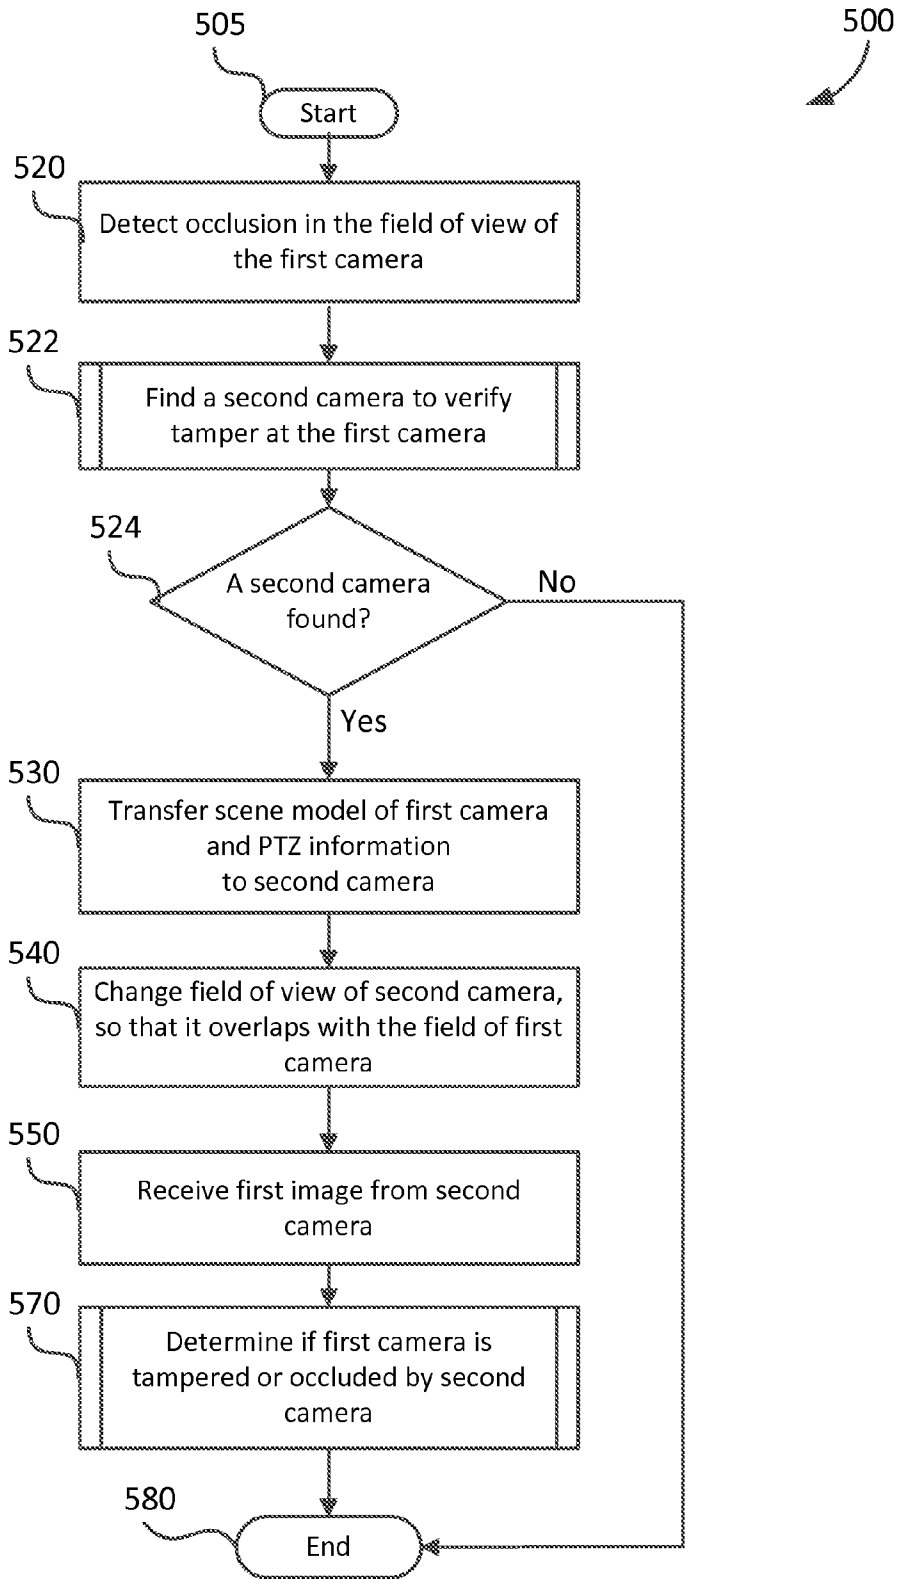 500
505
Start
520
Detect occlusion in the field of view of
the first camera
522
Find a second camera to verify
tamper at the first camera
524
A second camera
found?
No
Yes
530
Transfer scene model of first camera
and PTZ information
to second camera
540
Change field of view of second camera,
so that it overlaps with the field of first
camera
550
Receive first image from second
camera
570
Determine if first camera is
tampered or occluded by second
camera
580
End